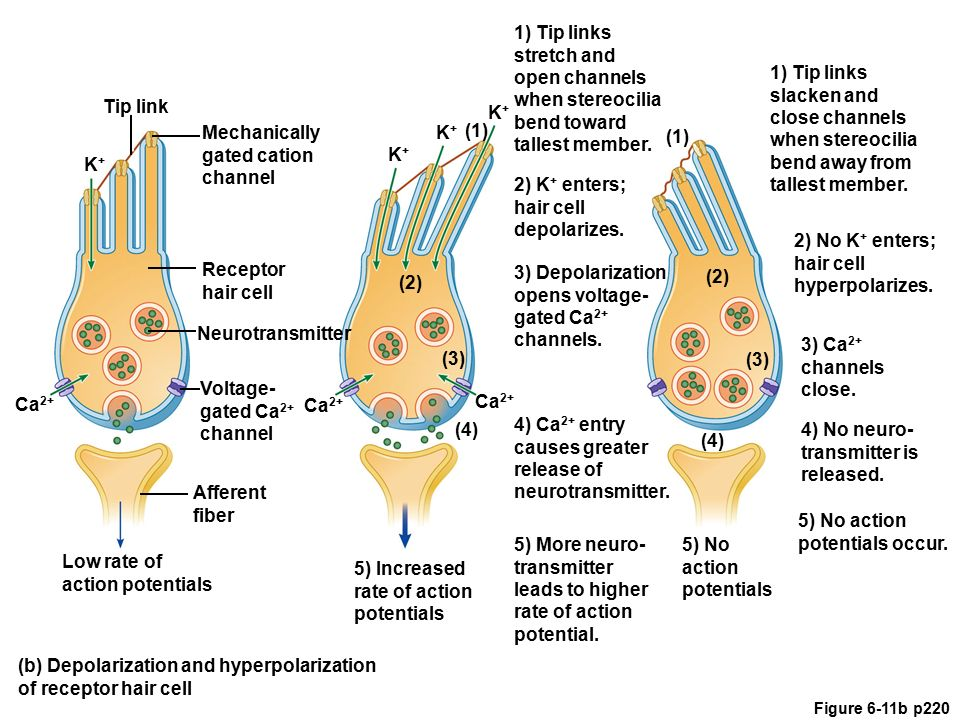 Tip link
Mechanically
gated cation
channel
K⁺
Receptor
hair cell
Neurotransmitter
Voltage-
gated Ca²⁺
channel
Ca²⁺
Afferent
fiber
Low rate of
action potentials
K⁺
K⁺
K⁺
(1)
(2)
(3)
Ca²⁺
Ca²⁺
(4)
5) Increased
rate of action
potentials
1) Tip links
stretch and
open channels
when stereocilia
bend toward
tallest member.
2) K⁺ enters;
hair cell
depolarizes.
3) Depolarization
opens voltage-
gated Ca²⁺
channels.
4) Ca²⁺ entry
causes greater
release of
neurotransmitter.
5) More neuro-
transmitter
leads to higher
rate of action
potential.
(1)
(2)
(3)
(4)
5) No
action
potentials
1) Tip links
slacken and
close channels
when stereocilia
bend away from
tallest member.
2) No K⁺ enters;
hair cell
hyperpolarizes.
3) Ca²⁺
channels
close.
4) No neuro-
transmitter is
released.
5) No action
potentials occur.
(b) Depolarization and hyperpolarization
of receptor hair cell
Figure 6-11b p220